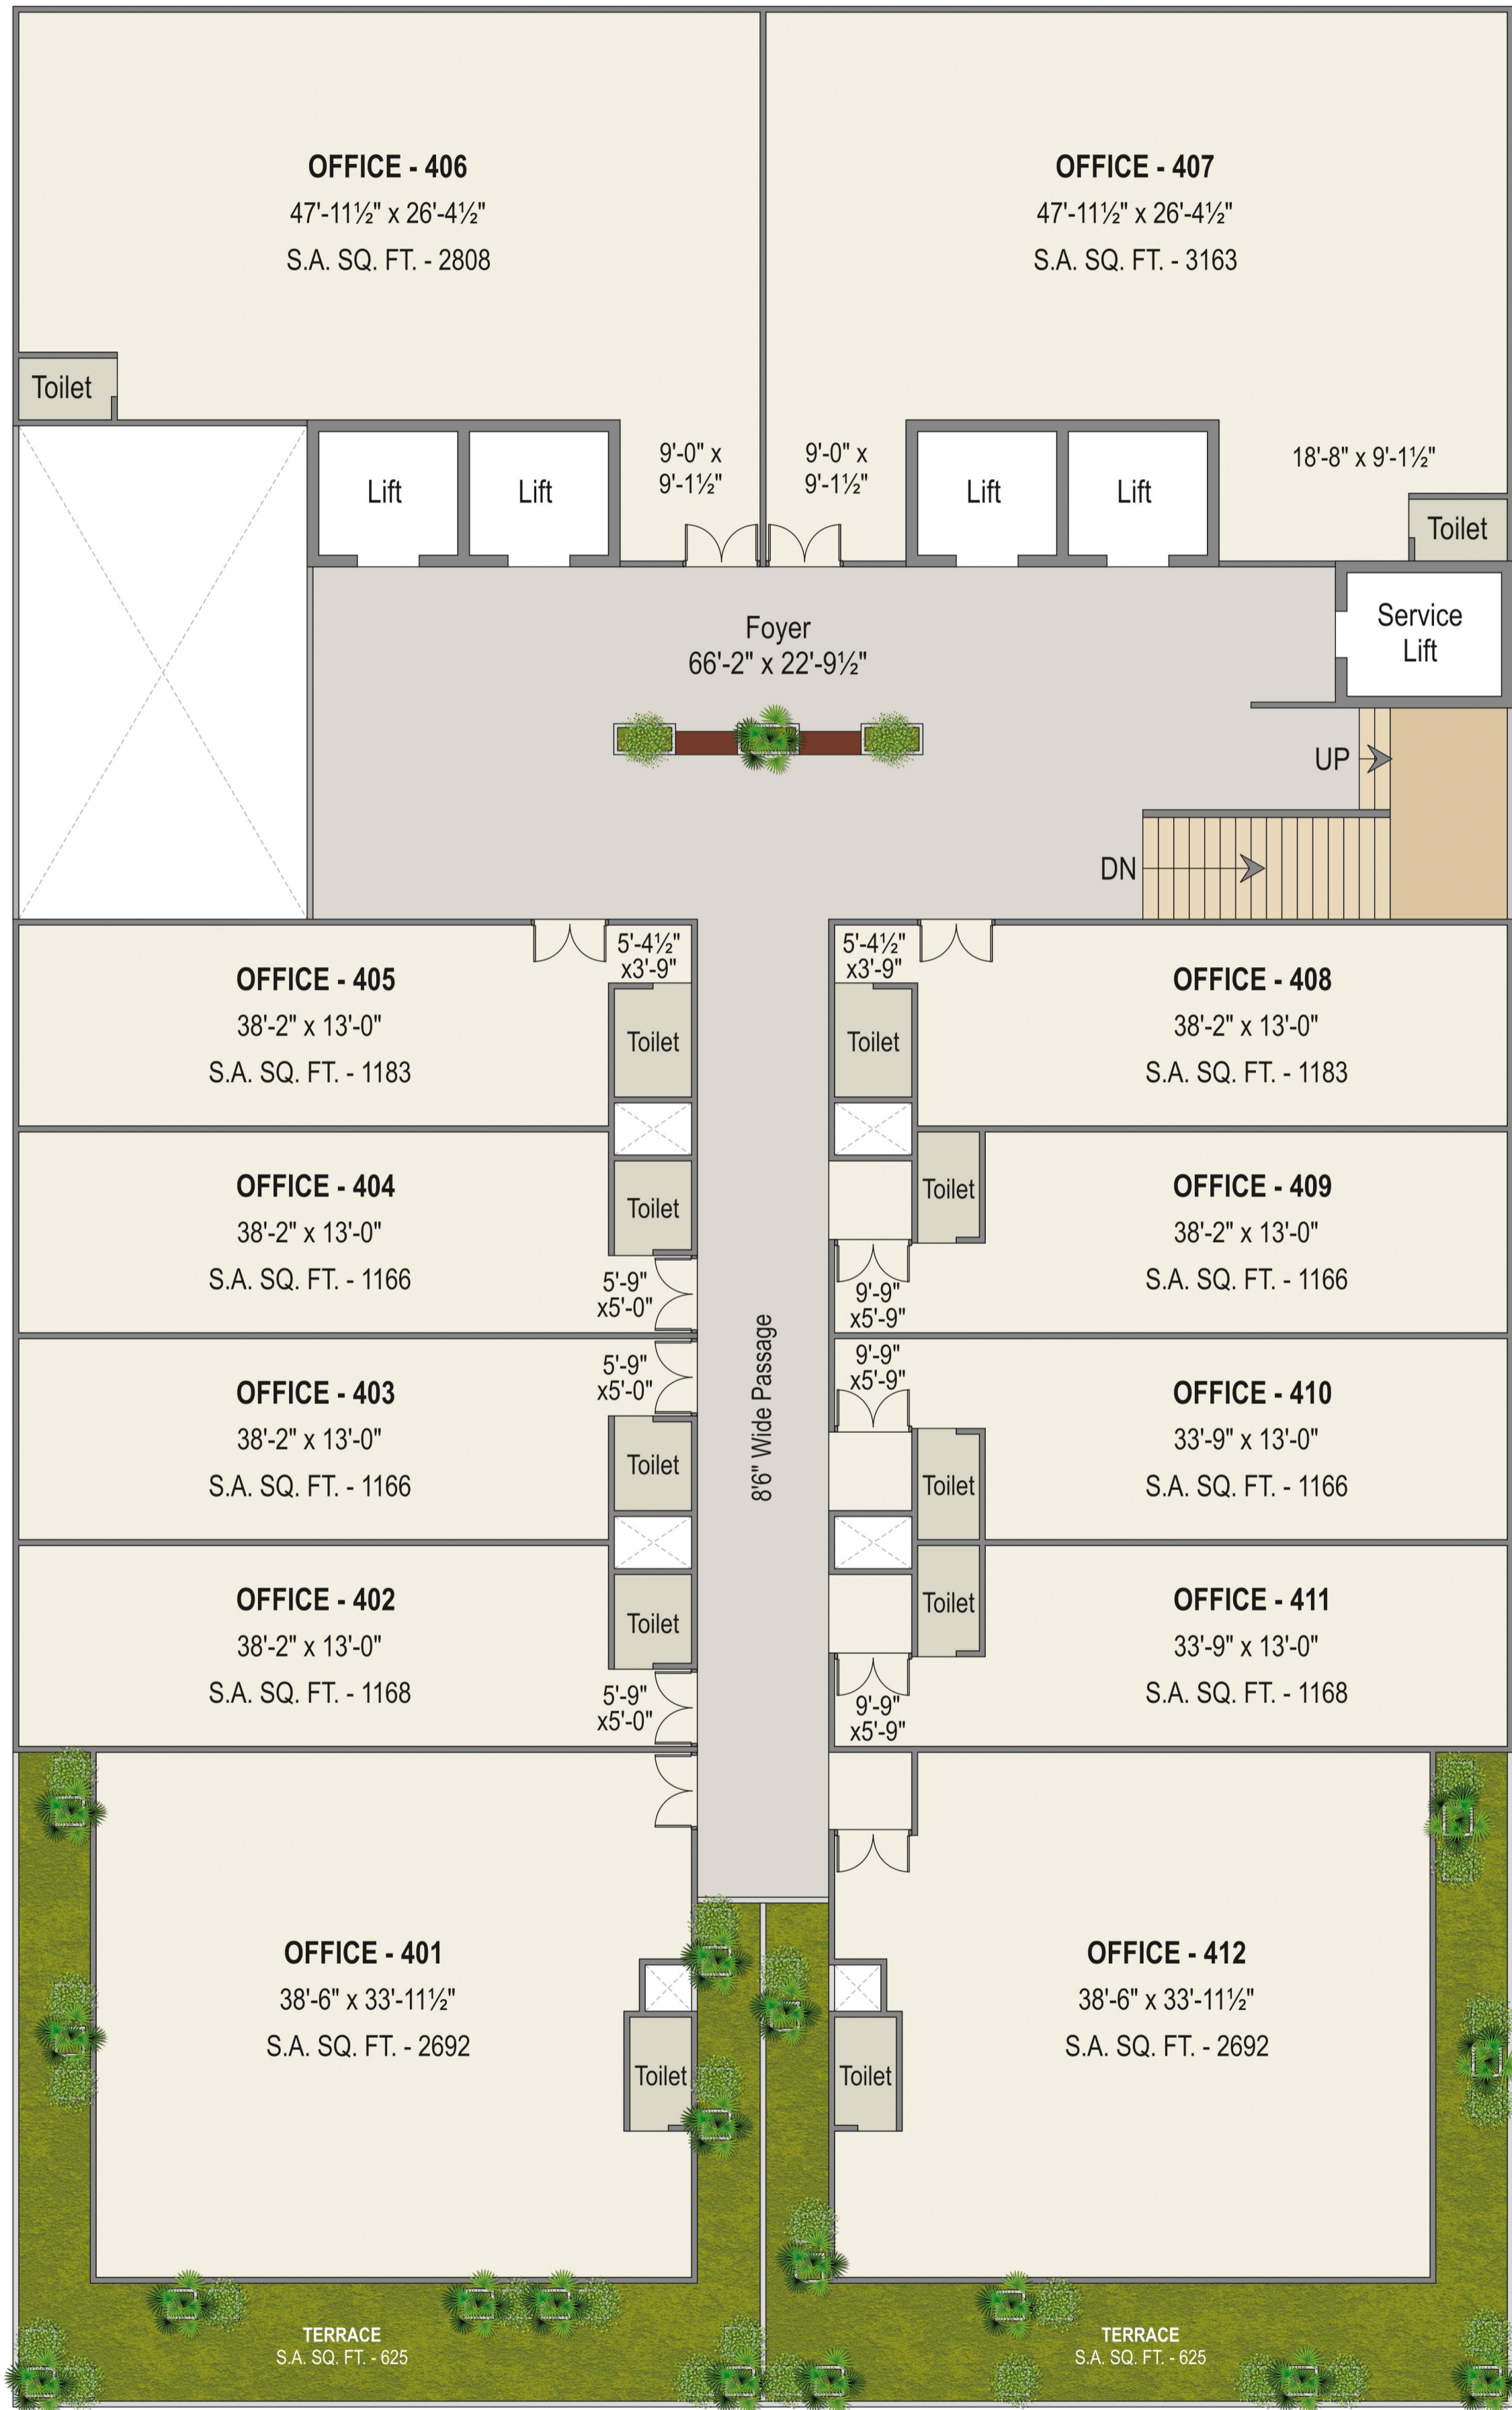 OFFICE - 406
47'-11½" x 26'-4½"
S.A. SQ. FT. - 2808
OFFICE - 407
47'-11½" x 26'-4½"
S.A. SQ. FT. - 3163
Toilet
Lift
Lift
9'-0" x
9'-1½"
9'-0" x
9'-1½"
Lift
Lift
18'-8" x 9'-1½"
Toilet
Foyer
66'-2" x 22'-9½"
Service
Lift
UP
DN
OFFICE - 405
38'-2" x 13'-0"
S.A. SQ. FT. - 1183
5'-4½"
x3'-9"
Toilet
5'-4½"
x3'-9"
Toilet
OFFICE - 408
38'-2" x 13'-0"
S.A. SQ. FT. - 1183
OFFICE - 404
38'-2" x 13'-0"
S.A. SQ. FT. - 1166
Toilet
5'-9"
x5'-0"
Toilet
9'-9"
x5'-9"
OFFICE - 409
38'-2" x 13'-0"
S.A. SQ. FT. - 1166
8'6" Wide Passage
OFFICE - 403
38'-2" x 13'-0"
S.A. SQ. FT. - 1166
5'-9"
x5'-0"
Toilet
9'-9"
x5'-9"
Toilet
OFFICE - 410
33'-9" x 13'-0"
S.A. SQ. FT. - 1166
OFFICE - 402
38'-2" x 13'-0"
S.A. SQ. FT. - 1168
Toilet
5'-9"
x5'-0"
Toilet
9'-9"
x5'-9"
OFFICE - 411
33'-9" x 13'-0"
S.A. SQ. FT. - 1168
OFFICE - 401
38'-6" x 33'-11½"
S.A. SQ. FT. - 2692
Toilet
OFFICE - 412
38'-6" x 33'-11½"
S.A. SQ. FT. - 2692
Toilet
TERRACE
S.A. SQ. FT. - 625
TERRACE
S.A. SQ. FT. - 625